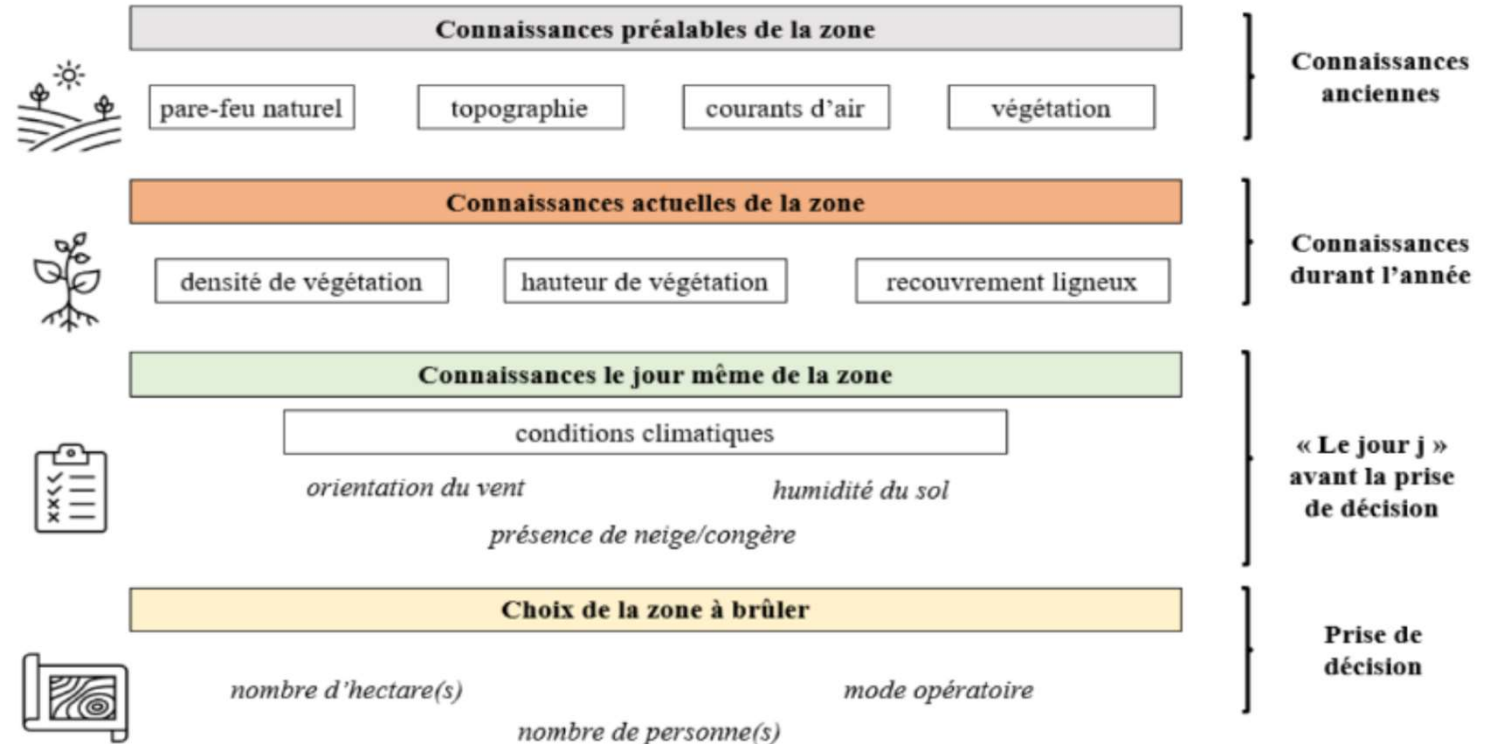 Connaissances préalables de la zone
pare-feu naturel
topographie
courants d'air
végétation
Connaissances
anciennes
Connaissances actuelles de la zone
densité de végétation
hauteur de végétation
recouvrement ligneux
Connaissances
durant l'année
Connaissances le jour même de la zone
conditions climatiques
orientation du vent
humidité du sol
présence de neige/congère
« Le jour j »
avant la prise
de décision
Choix de la zone à brûler
nombre d'hectare(s)
mode opératoire
nombre de personne(s)
Prise de
décision